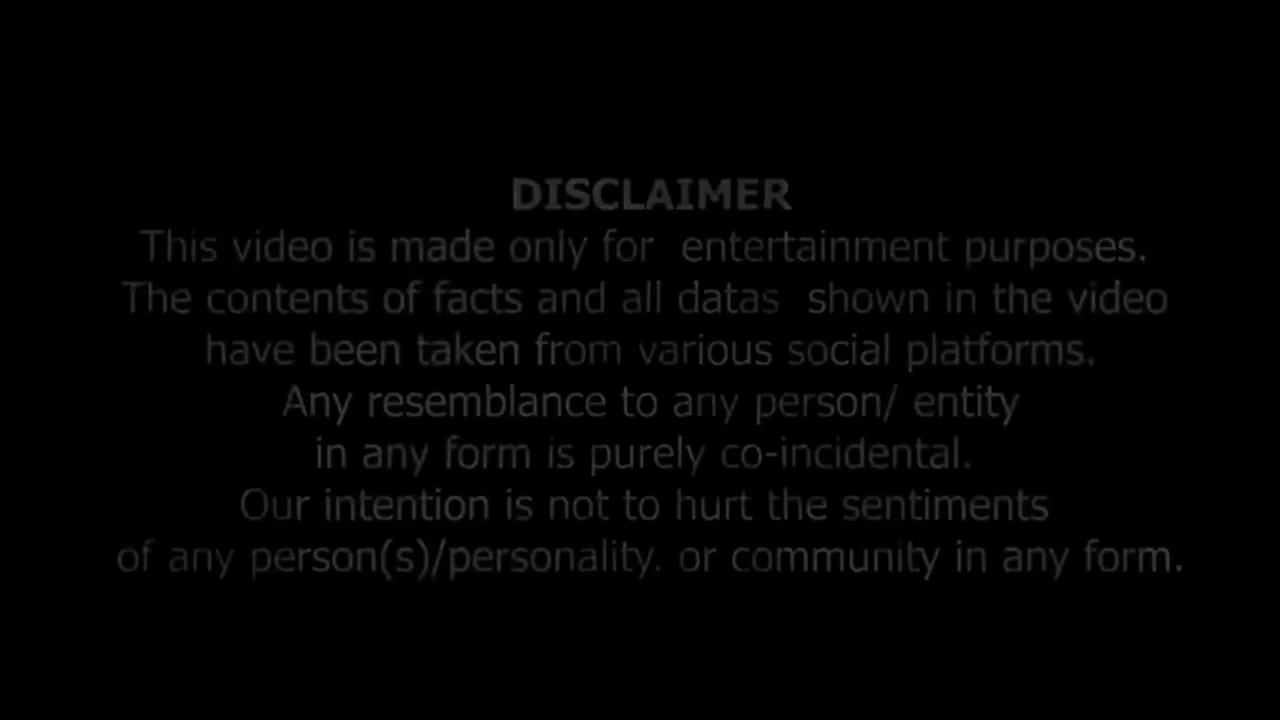 DISCLAIMER
This video is made only for entertainment purposes.
The contents of facts and all datas shown in the video
have been taken from various social platforms.
Any resemblance to any person/ entity
in any form is purely co-incidental.
Our intention is not to hurt the sentiments
of any person(s)/personality. or community in any form.